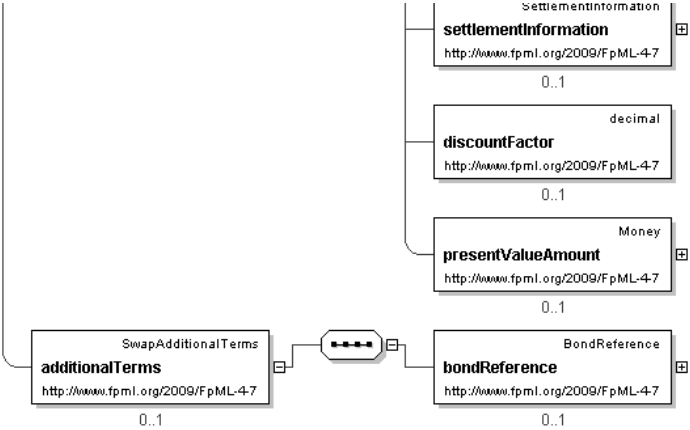 SettlementInformation
settlementInformation
http://www.fpml.org/2009/FpML-4-7
0..1
decimal
discountFactor
http://www.fpml.org/2009/FpML-4-7
0..1
Money
presentValueAmount
http://www.fpml.org/2009/FpML-4-7
0..1
SwapAdditionalTerms
additionalTerms
http://www.fpml.org/2009/FpML-4-7
0..1
BondReference
bondReference
http://www.fpml.org/2009/FpML-4-7
0..1